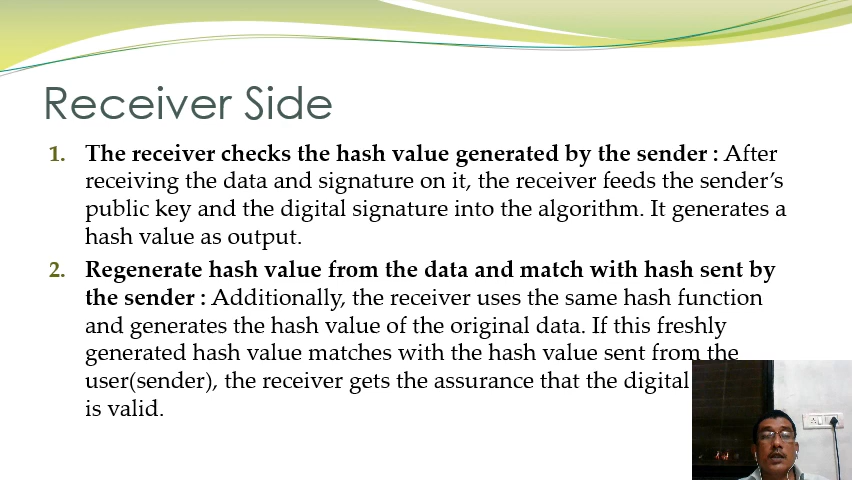 Receiver Side
1. The receiver checks the hash value generated by the sender : After
receiving the data and signature on it, the receiver feeds the sender’s
public key and the digital signature into the algorithm. It generates a
hash value as output.
2. Regenerate hash value from the data and match with hash sent by
the sender : Additionally, the receiver uses the same hash function
and generates the hash value of the original data. If this freshly
generated hash value matches with the hash value sent from the
user(sender), the receiver gets the assurance that the digital
is valid.